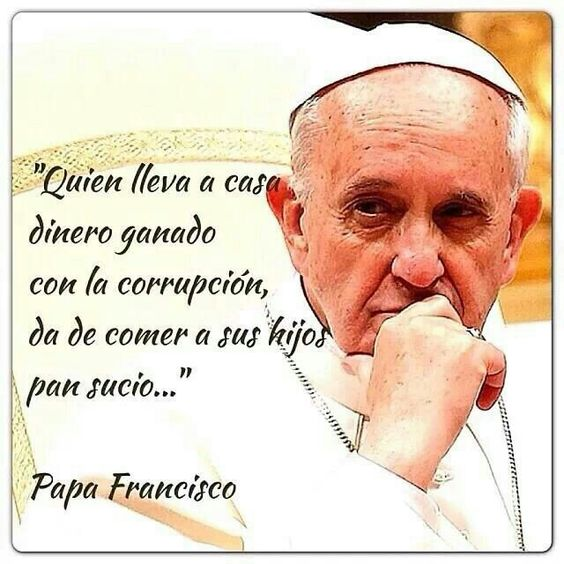 "Quien lleva a casa
dinero ganado
con la corrupción,
da de comer a sus hijos
pan sucio..."
Papa Francisco